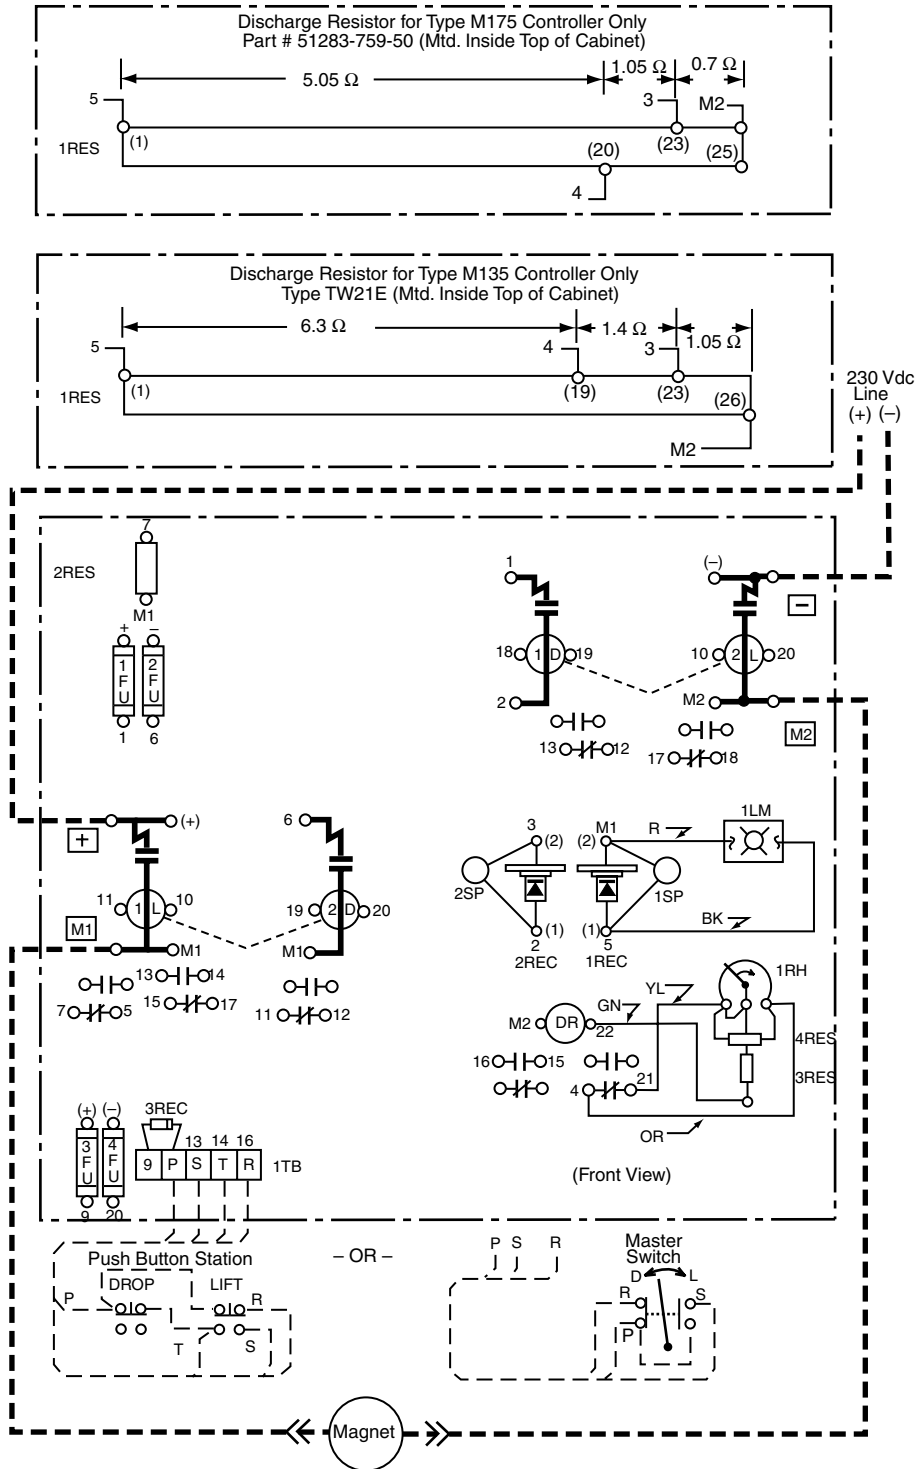 Discharge Resistor for Type M175 Controller Only
Part # 51283-759-50 (Mtd. Inside Top of Cabinet)
5.05 Ω
1.05 Ω
0.7 Ω
5
3
M2
1RES
(1)
(20)
(23)
(25)
4
Discharge Resistor for Type M135 Controller Only
Type TW21E (Mtd. Inside Top of Cabinet)
6.3 Ω
1.4 Ω
1.05 Ω
5
4
3
1RES
(1)
(19)
(23)
(26)
M2
230 Vdc
Line
(+) (–)
7
2RES
M1
+ –
1FU
2FU
1 6
1
(–)
–
18
1 D
19
10
2 L
20
2
M2
M2
13
12
17
18
+
(+)
6
11
1 L
10
19
2 D
20
M1
M1
M1
13
14
7
5
15
17
11
12
3
(2)
(2)
M1
R
1LM
2SP
1SP
(1)
(1)
BK
2
5
2REC
1REC
1RH
YL
GN
M2
DR
22
4RES
16
15
21
3RES
4
OR
(Front View)
(+) (–)
3FU
4FU
9 20
3REC
13 14 16
9 P S T R
1TB
Push Button Station
DROP
LIFT
P
R
T
S
– OR –
P S R
Master
Switch
D
L
R
S
P
Magnet